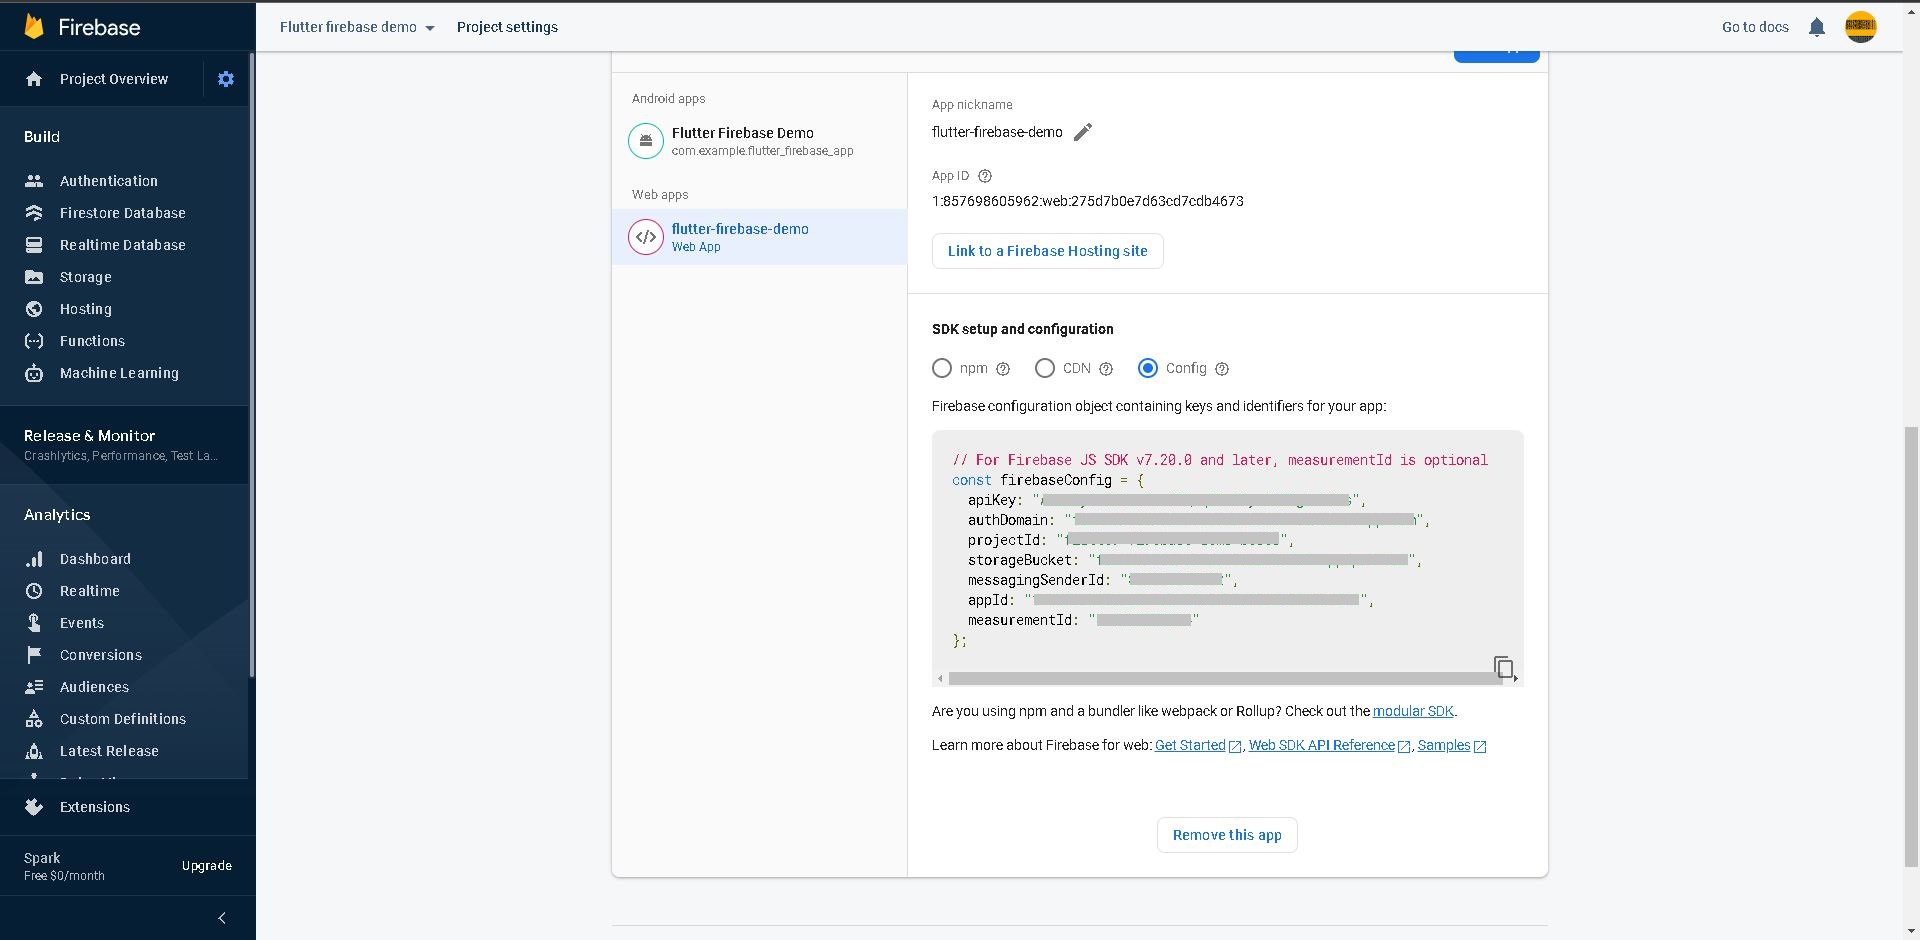 Firebase
Flutter firebase demo
Project settings
Go to docs
Project Overview
Build
Authentication
Firestore Database
Realtime Database
Storage
Hosting
Functions
Machine Learning
Release & Monitor
Crashlytics, Performance, Test La...
Analytics
Dashboard
Realtime
Events
Conversions
Audiences
Custom Definitions
Latest Release
Extensions
Spark
Free $0/month
Upgrade
Android apps
Flutter Firebase Demo
com.example.flutter_firebase_app
Web apps
</>
flutter-firebase-demo
Web App
App nickname
flutter-firebase-demo
App ID
1:857698605962:web:275d7b0e7d63cd7cdb4673
Link to a Firebase Hosting site
SDK setup and configuration
npm
CDN
Config
Firebase configuration object containing keys and identifiers for your app:
// For Firebase JS SDK v7.20.0 and later, measurementId is optional
const firebaseConfig = {
apiKey: "",
authDomain: "",
projectId: "",
storageBucket: "",
messagingSenderId: "",
appId: "",
measurementId: ""
};
Are you using npm and a bundler like webpack or Rollup? Check out the modular SDK.
Learn more about Firebase for web: Get Started, Web SDK API Reference, Samples
Remove this app